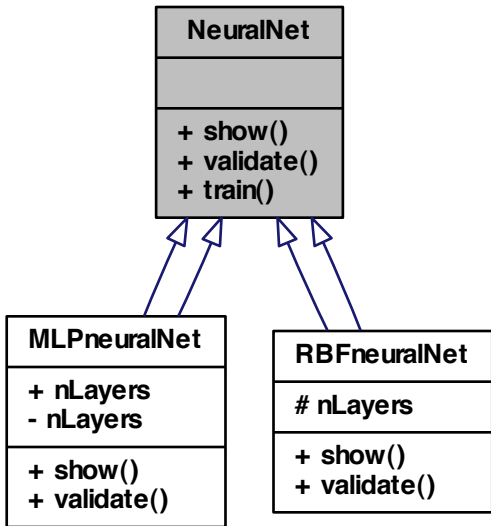 NeuralNet
+ show()
+ validate()
+ train()
MLPneuralNet
+ nLayers
- nLayers
+ show()
+ validate()
RBFneuralNet
# nLayers
+ show()
+ validate()